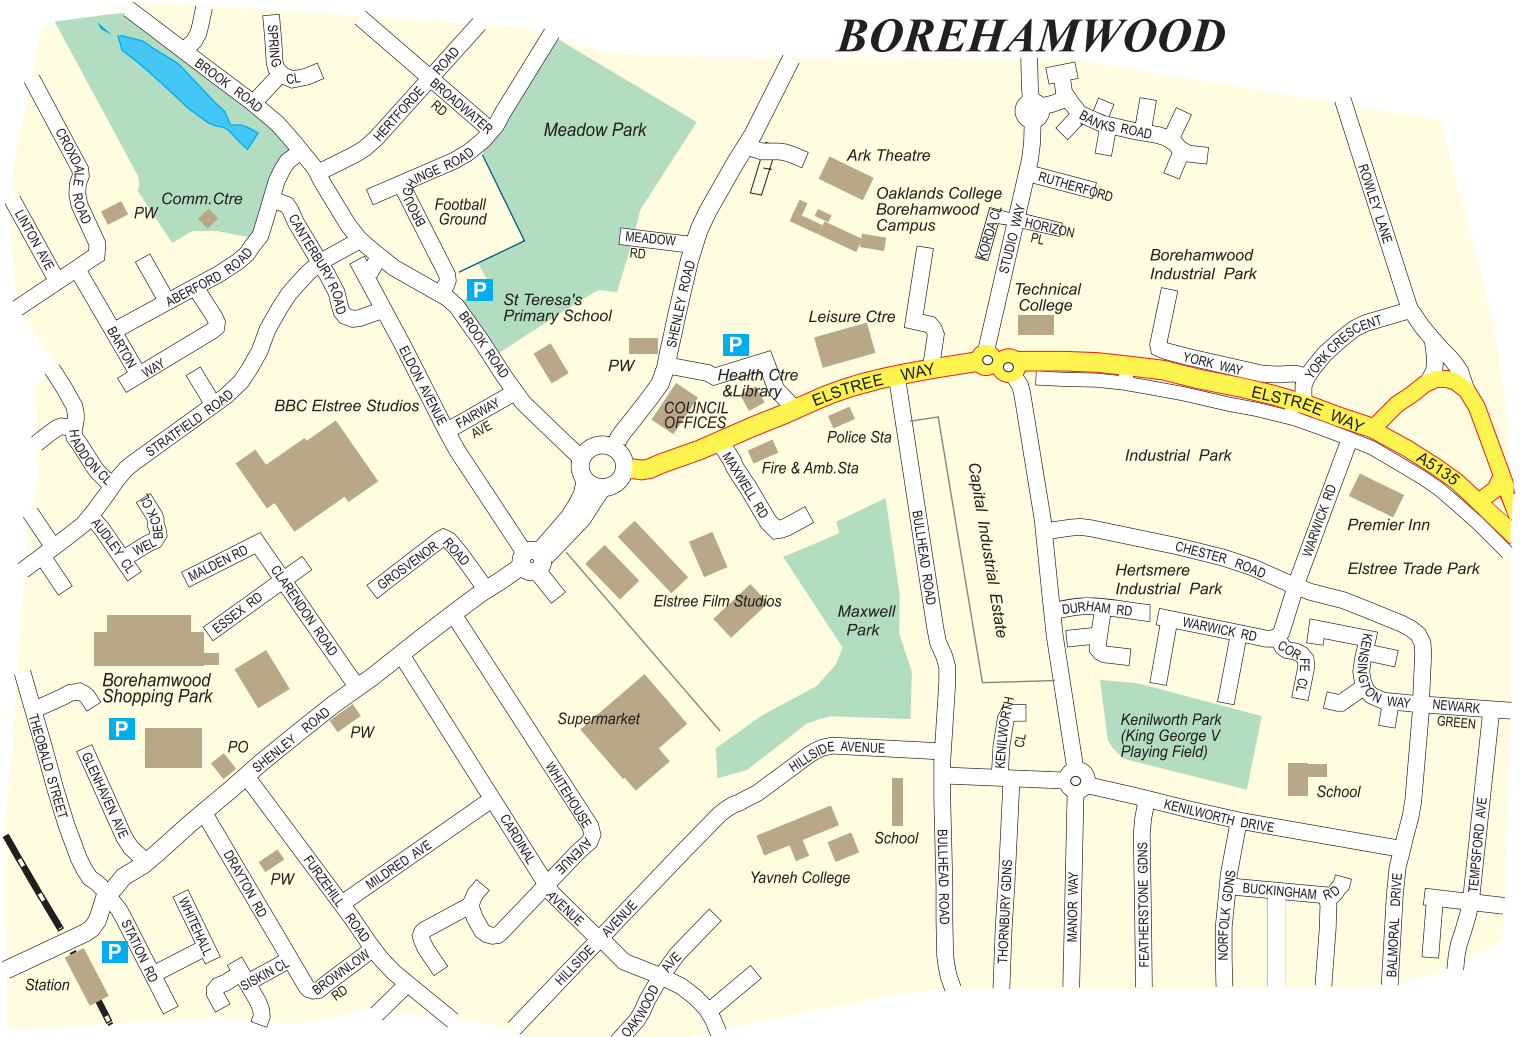 BOREHAMWOOD
SPRING
CL
BROOK ROAD
HERTFORDE ROAD
BROADWATER
RD
Meadow Park
BANKS ROAD
Ark Theatre
CROXDALE ROAD
BROUGHINGE ROAD
Football
Ground
Oaklands College
Borehamwood
Campus
RUTHERFORD
ROWLEY LANE
PW
Comm.Ctre
LINTON AVE
CANTEBURY ROAD
MEADOW
RD
KORDA CL
HORIZON
PL
STUDIO WAY
Borehamwood
Industrial Park
ABERFORD ROAD
P
St Teresa's
Primary School
SHENLEY ROAD
Technical
College
Leisure Ctre
BARTON
WAY
BROOK ROAD
P
ELDON AVENUE
PW
Health Ctre
&Library
ELSTREE WAY
YORK WAY
YORK CRESCENT
STRATFIELD ROAD
BBC Elstree Studios
FAIRWAY
AVE
COUNCIL
OFFICES
ELSTREE WAY
A5135
Police Sta
Fire & Amb.Sta
MAXWELL RD
HADDON CL
Industrial Park
Capital Industrial Estate
WARWICK RD
Premier Inn
AUDLEY CL
WELBECK CL
BULLHEAD ROAD
MALDEN RD
CLARENDON ROAD
GROSVENOR ROAD
CHESTER ROAD
Elstree Trade Park
Hertsmere
Industrial Park
ESSEX RD
Elstree Film Studios
Maxwell
Park
DURHAM RD
WARWICK RD
CORFE CL
KENSINGTON WAY
Borehamwood
Shopping Park
P
NEWARK
GREEN
Supermarket
PW
PO
SHENLEY ROAD
THEOBALD STREET
GLENHAVEN AVE
WHITEHOUSE
AVENUE
HILLSIDE AVENUE
KENILWORTH
CL
Kenilworth Park
(King George V
Playing Field)
School
KENILWORTH DRIVE
School
Yavneh College
CARDINAL
AVENUE
MILDRED AVE
DRAYTON RD
PW
FURZEHILL ROAD
BULLHEAD ROAD
THORNBURY GDNS
MANOR WAY
FEATHERSTONE GDNS
NORFOLK GDNS
BUCKINGHAM RD
BALMORAL DRIVE
TEMPSFORD AVE
STATION RD
WHITEHALL
P
Station
SISKIN CL
BROWNLOW
RD
HILLSIDE AVENUE
OAKWOOD AVE